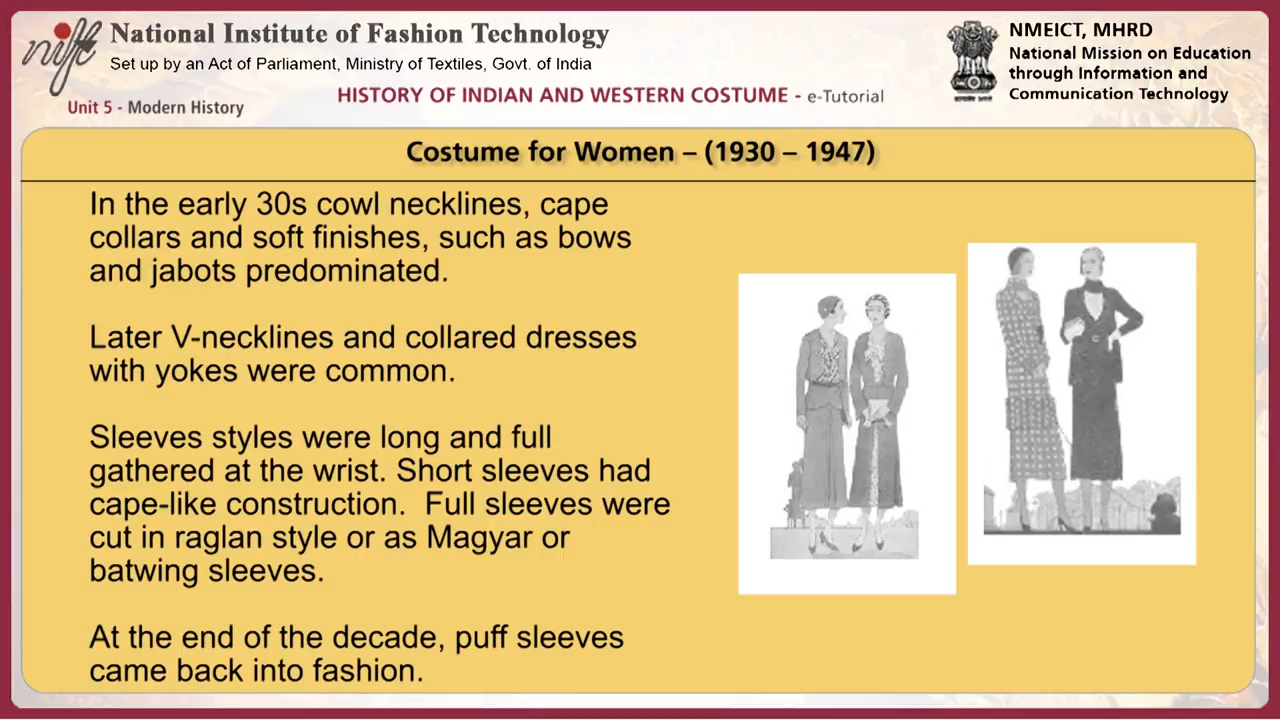 nift
National Institute of Fashion Technology
Set up by an Act of Parliament, Ministry of Textiles, Govt. of India
NMEICT, MHRD
National Mission on Education
through Information and
Communication Technology
Unit 5 - Modern History
HISTORY OF INDIAN AND WESTERN COSTUME - e-Tutorial
Costume for Women – (1930 – 1947)
In the early 30s cowl necklines, cape
collars and soft finishes, such as bows
and jabots predominated.
Later V-necklines and collared dresses
with yokes were common.
Sleeves styles were long and full
gathered at the wrist. Short sleeves had
cape-like construction.  Full sleeves were
cut in raglan style or as Magyar or
batwing sleeves.
At the end of the decade, puff sleeves
came back into fashion.